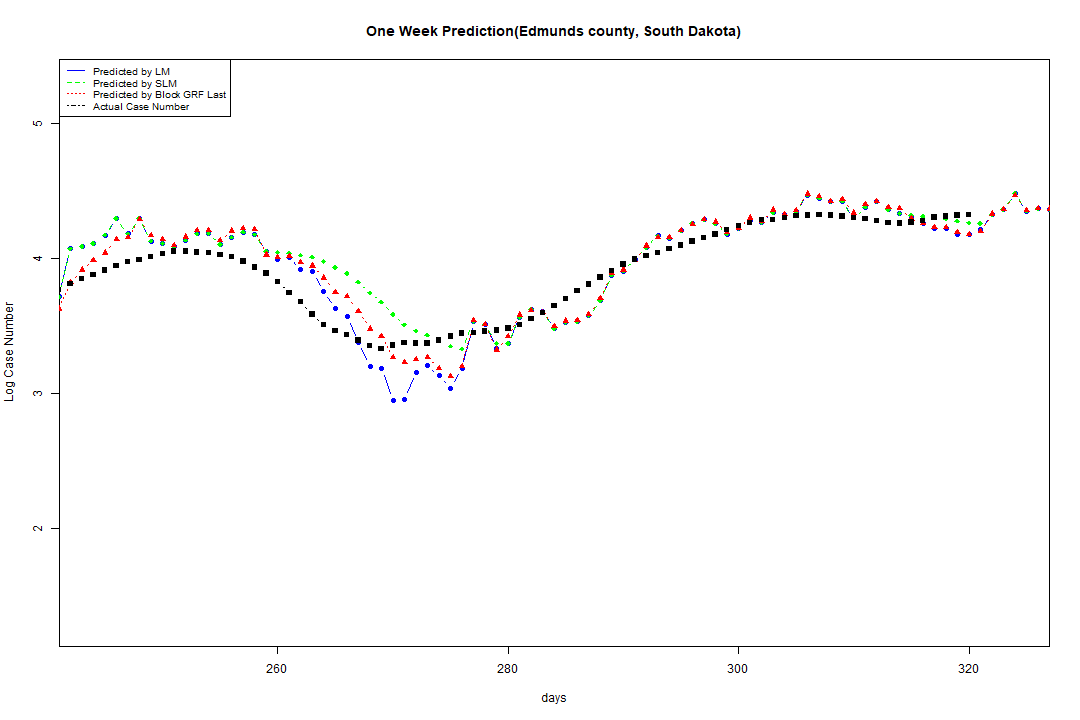 One Week Prediction(Edmunds county, South Dakota)
Predicted by LM
Predicted by SLM
Predicted by Block GRF Last
Actual Case Number
5
4
3
2
Log Case Number
260
280
300
320
days